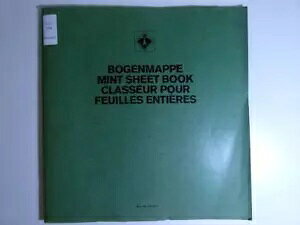 BOGENMAPPE
MINT SHEET BOOK
CLASSEUR POUR
FEUILLES ENTIÈRES